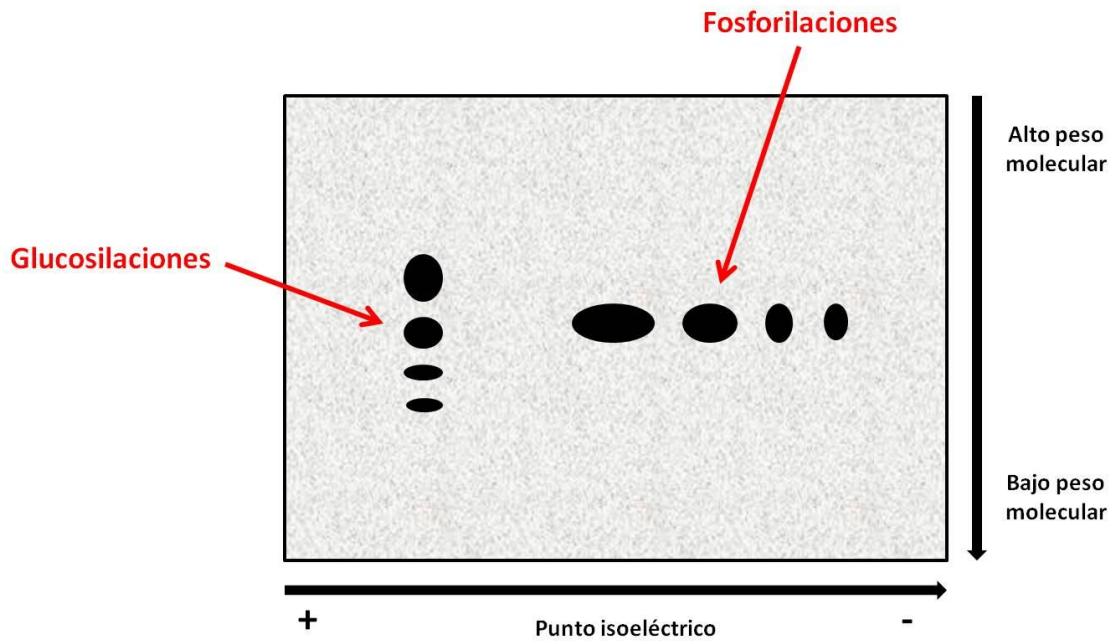 Fosforilaciones
Alto peso
molecular
Glucosilaciones
Bajo peso
molecular
+
Punto isoeléctrico
-